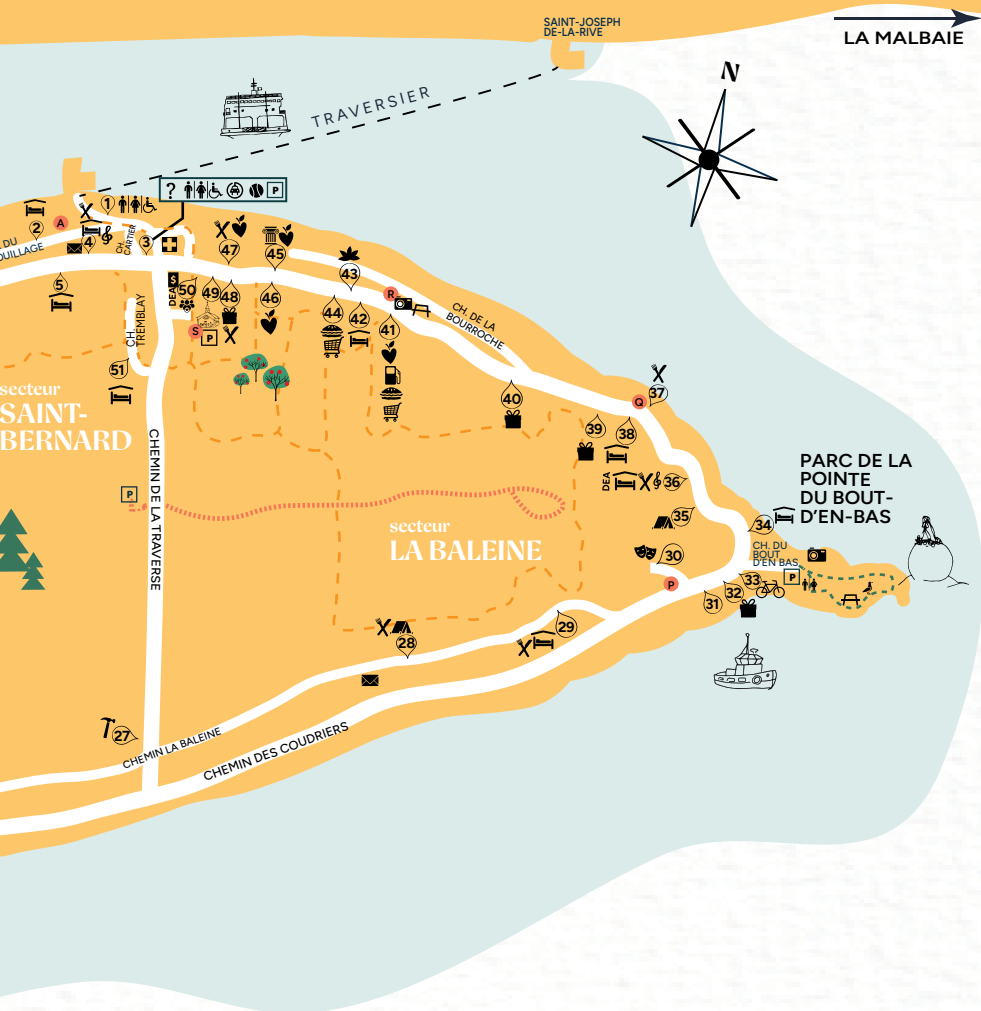 SAINT-JOSEPH
DE-LA-RIVE
LA MALBAIE
N
TRAVERSIER
? P
1
2
A
3
4
CH. CARTIER
DU
47
45
43
5
$
DEA
50
49
48
46
R
44
42
41
CH. DE LA
BOURROCHE
CH.
TREMBLAY
S
P
51
secteur
SAINT-
BERNARD
40
Q
37
39
38
DEA
36
CHEMIN DE LA TRAVERSE
P
secteur
LA BALEINE
35
30
P
PARC DE LA
POINTE
DU BOUT-
D'EN-BAS
34
CH. DU
BOUT
D'EN BAS
P
33
32
31
29
28
27
CHEMIN LA BALEINE
CHEMIN DES COUDRIERS